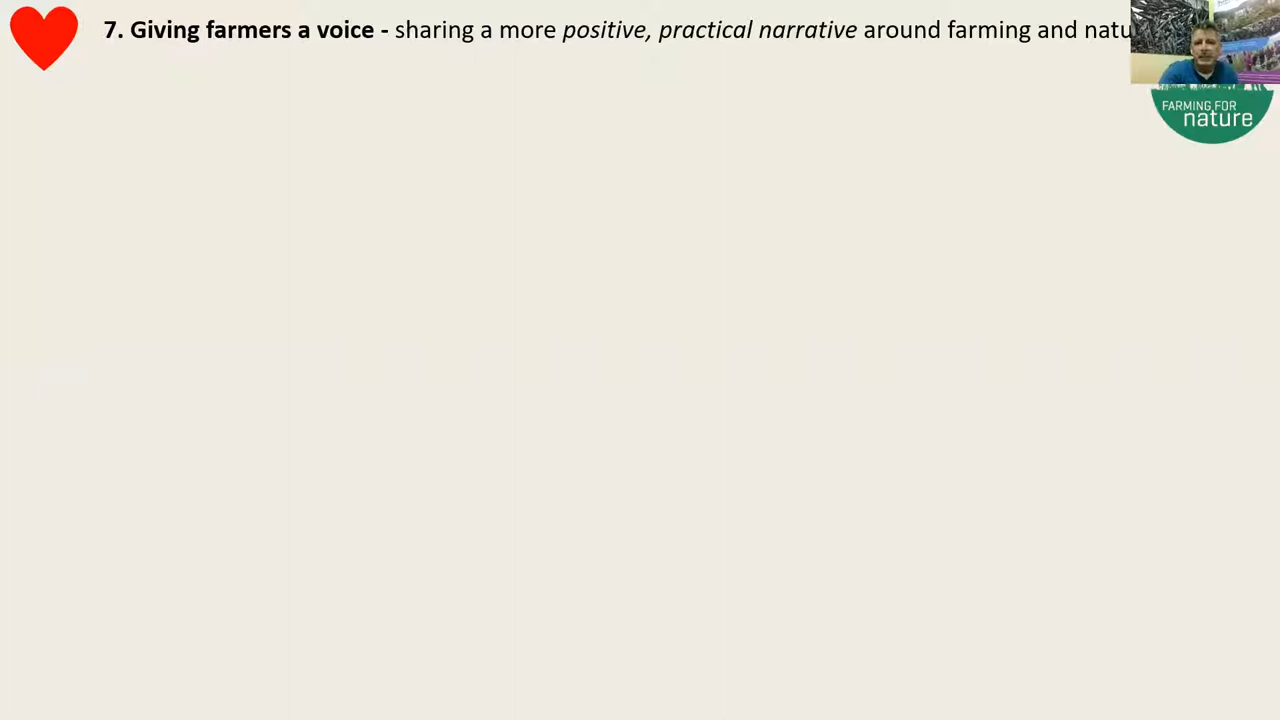 7. Giving farmers a voice - sharing a more positive, practical narrative around farming and natu
FARMING FOR
nature